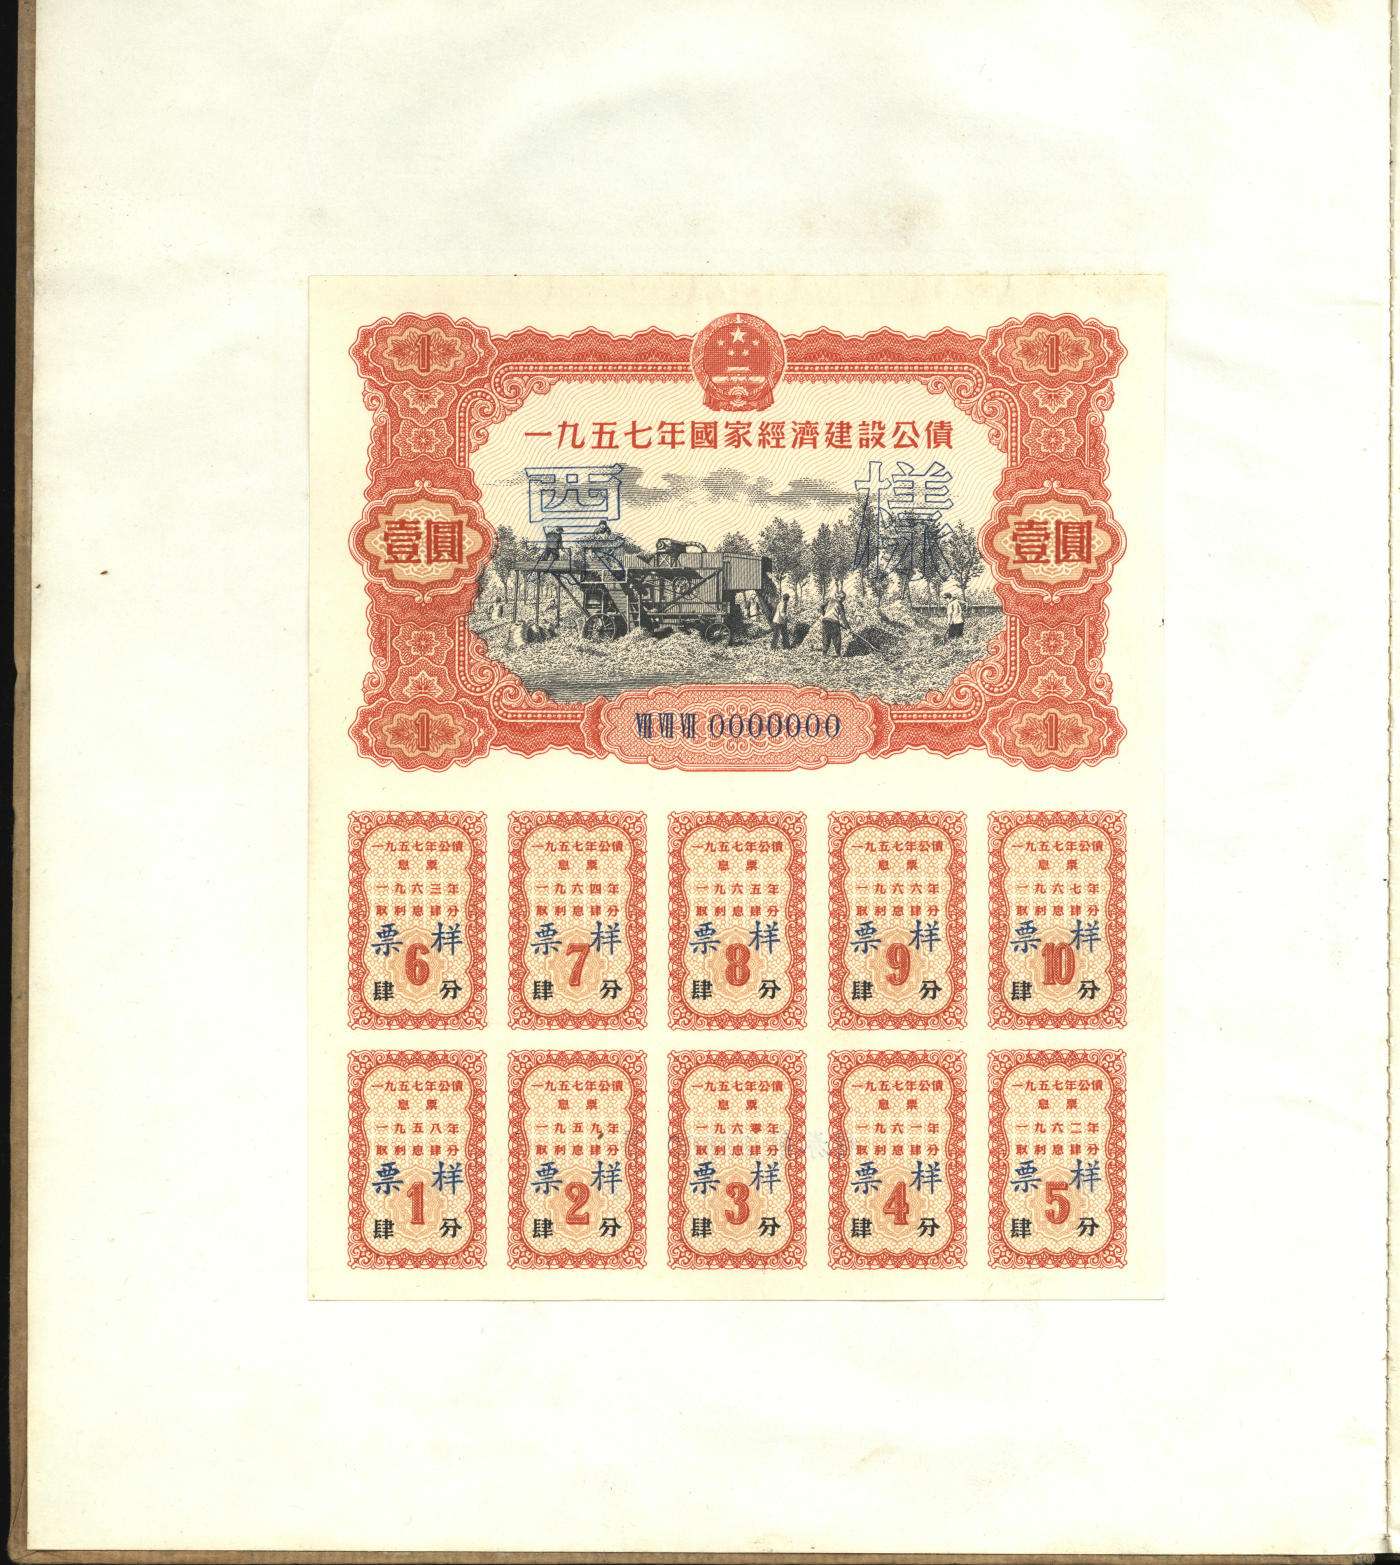 1 1
一九五七年國家經濟建設公債
票 樣
壹圓 壹圓
0000000
1 1
一九五七年公債
息票
一九六三年
取利息肆分
票样
6
肆分
一九五七年公債
息票
一九六四年
取利息肆分
票样
7
肆分
一九五七年公債
息票
一九六五年
取利息肆分
票样
8
肆分
一九五七年公債
息票
一九六六年
取利息肆分
票样
9
肆分
一九五七年公債
息票
一九六七年
取利息肆分
票样
10
肆分
一九五七年公債
息票
一九五八年
取利息肆分
票样
1
肆分
一九五七年公債
息票
一九五九年
取利息肆分
票样
2
肆分
一九五七年公債
息票
一九六零年
取利息肆分
票样
3
肆分
一九五七年公債
息票
一九六一年
取利息肆分
票样
4
肆分
一九五七年公債
息票
一九六二年
取利息肆分
票样
5
肆分